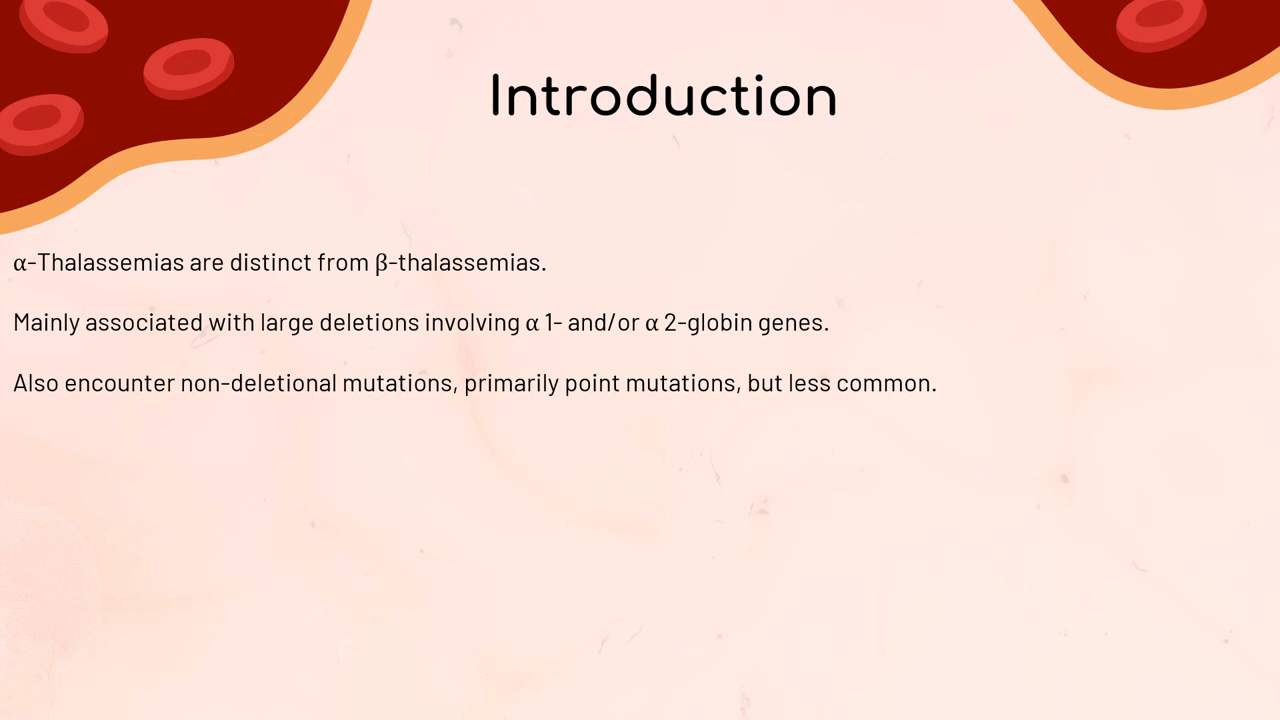 Introduction
α-Thalassemias are distinct from β-thalassemias.
Mainly associated with large deletions involving α 1- and/or α 2-globin genes.
Also encounter non-deletional mutations, primarily point mutations, but less common.